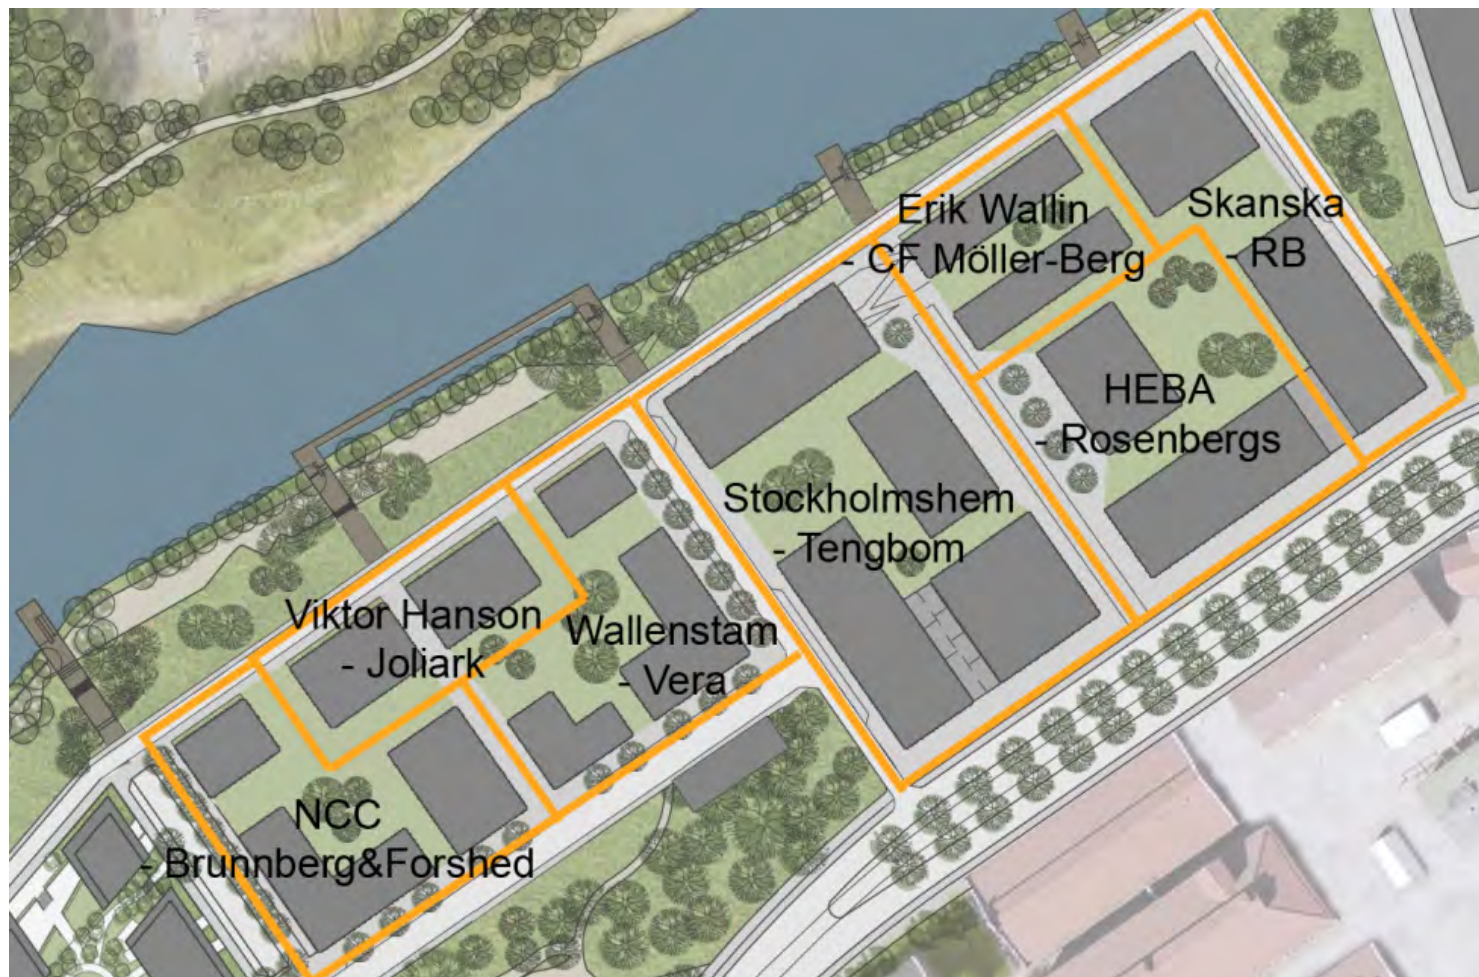 Erik Wallin
- CF Möller-Berg
Skanska
- RB
HEBA
- Rosenbergs
Stockholmshem
- Tengbom
Viktor Hanson
- Joliark
Wallenstam
- Vera
NCC
- Brunnberg&Forshed